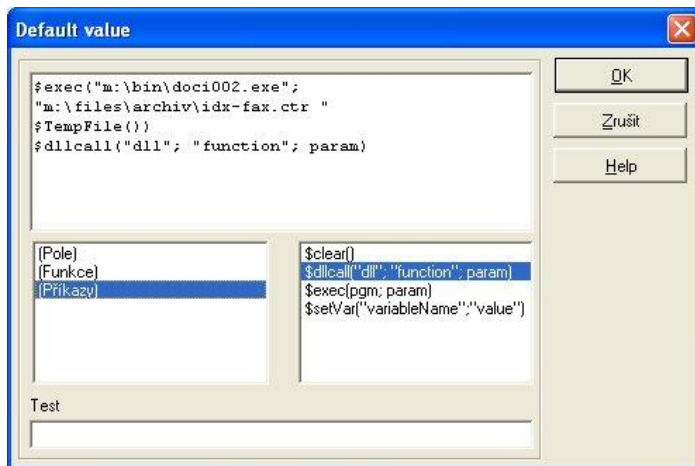 Default value
$exec("m:\bin\doci002.exe";
"m:\files\archiv\idx-fax.ctr "
$TempFile())
$dllcall("dll"; "function"; param)
OK
Zrušit
Help
(Pole)
(Funkce)
(Příkazy)
$clear()
$dllcall("dll"; "function"; param)
$exec(pgm; param)
$setVar("variableName";"value")
Test